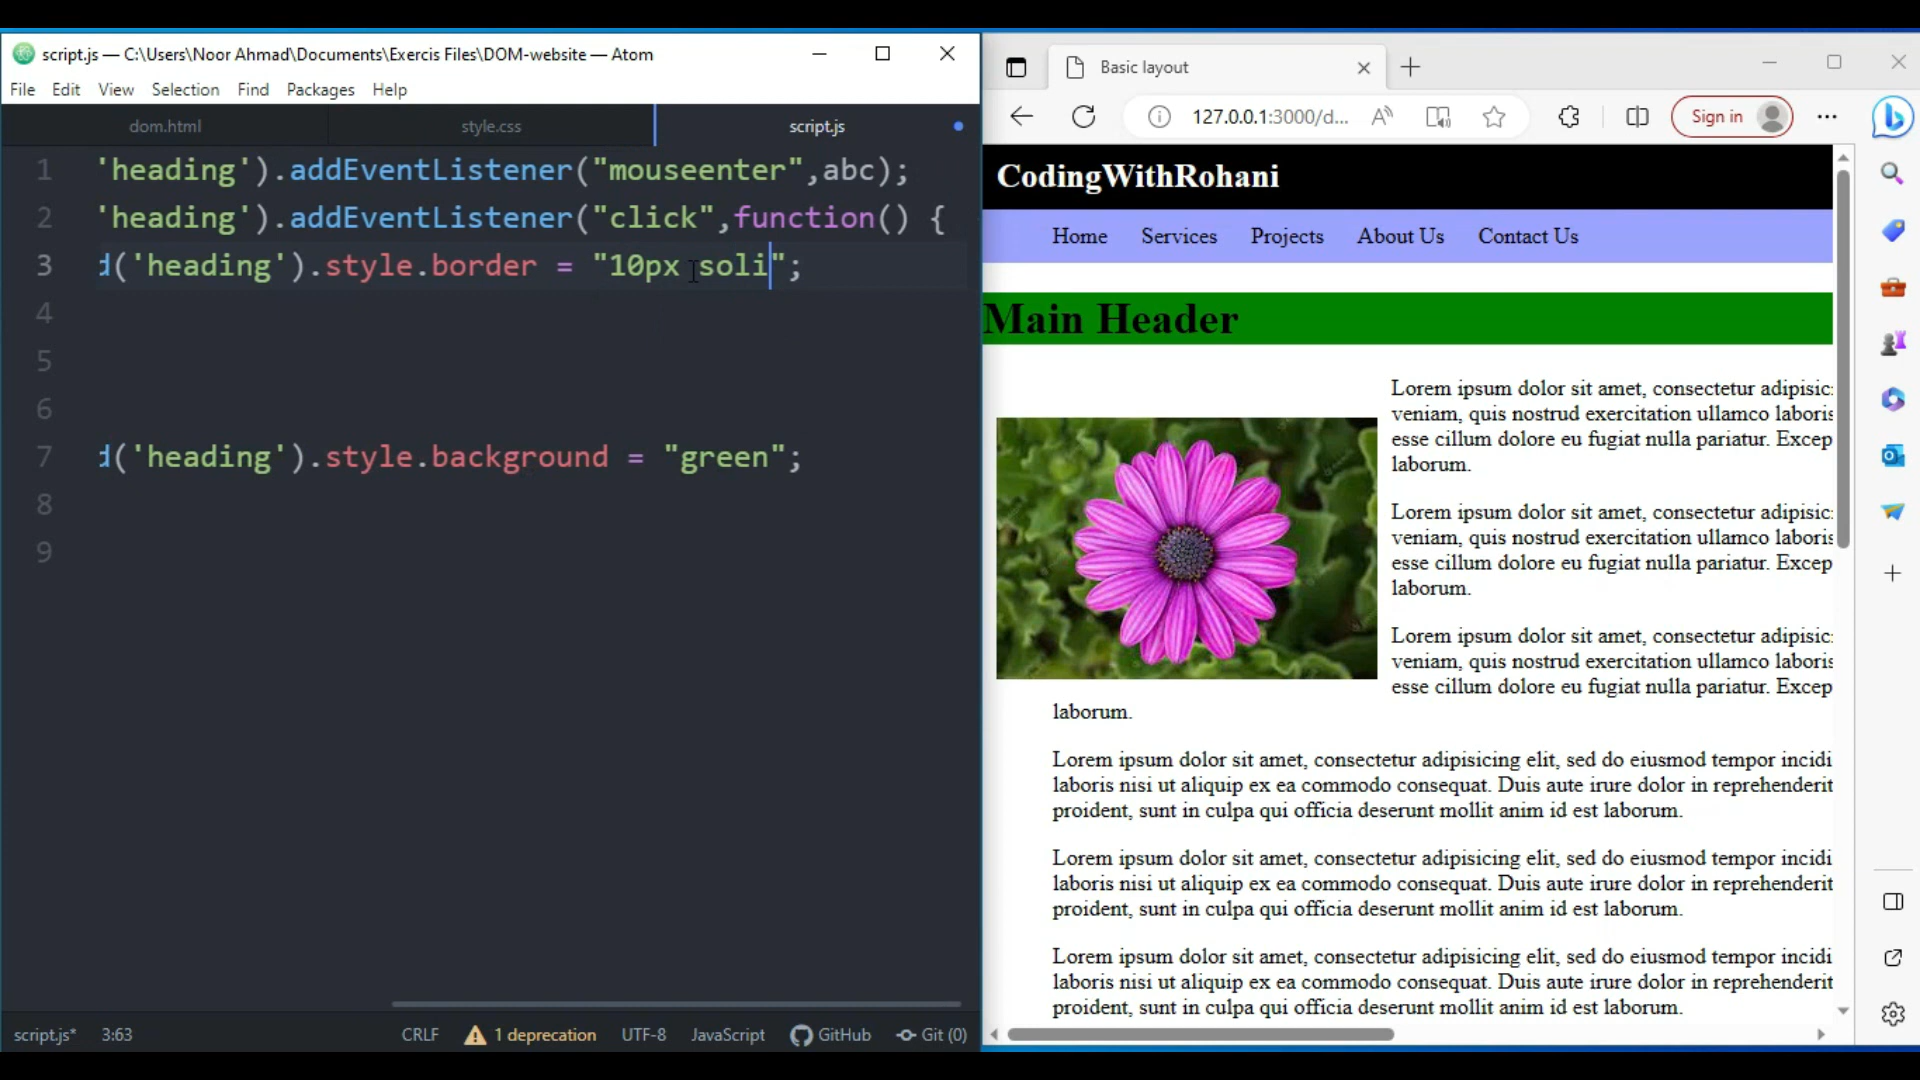 script.js — C:\Users\Noor Ahmad\Documents\Exercis Files\DOM-website — Atom
File Edit View Selection Find Packages Help
dom.html style.css script.js
1 'heading').addEventListener("mouseenter",abc);
2 'heading').addEventListener("click",function() {
3 d('heading').style.border = "10px soli";
4
5
6
7 d('heading').style.background = "green";
8
9
script.js* 3:63 CRLF 1 deprecation UTF-8 JavaScript GitHub Git (0)
Basic layout
127.0.0.1:3000/d... Sign in
CodingWithRohani
Home Services Projects About Us Contact Us
Main Header
Lorem ipsum dolor sit amet, consectetur adipisic
veniam, quis nostrud exercitation ullamco laboris
esse cillum dolore eu fugiat nulla pariatur. Excep
laborum.
Lorem ipsum dolor sit amet, consectetur adipisic
veniam, quis nostrud exercitation ullamco laboris
esse cillum dolore eu fugiat nulla pariatur. Excep
laborum.
Lorem ipsum dolor sit amet, consectetur adipisic
veniam, quis nostrud exercitation ullamco laboris
esse cillum dolore eu fugiat nulla pariatur. Excep
laborum.
Lorem ipsum dolor sit amet, consectetur adipisicing elit, sed do eiusmod tempor incidi
laboris nisi ut aliquip ex ea commodo consequat. Duis aute irure dolor in reprehenderit
proident, sunt in culpa qui officia deserunt mollit anim id est laborum.
Lorem ipsum dolor sit amet, consectetur adipisicing elit, sed do eiusmod tempor incidi
laboris nisi ut aliquip ex ea commodo consequat. Duis aute irure dolor in reprehenderit
proident, sunt in culpa qui officia deserunt mollit anim id est laborum.
Lorem ipsum dolor sit amet, consectetur adipisicing elit, sed do eiusmod tempor incidi
laboris nisi ut aliquip ex ea commodo consequat. Duis aute irure dolor in reprehenderit
proident, sunt in culpa qui officia deserunt mollit anim id est laborum.